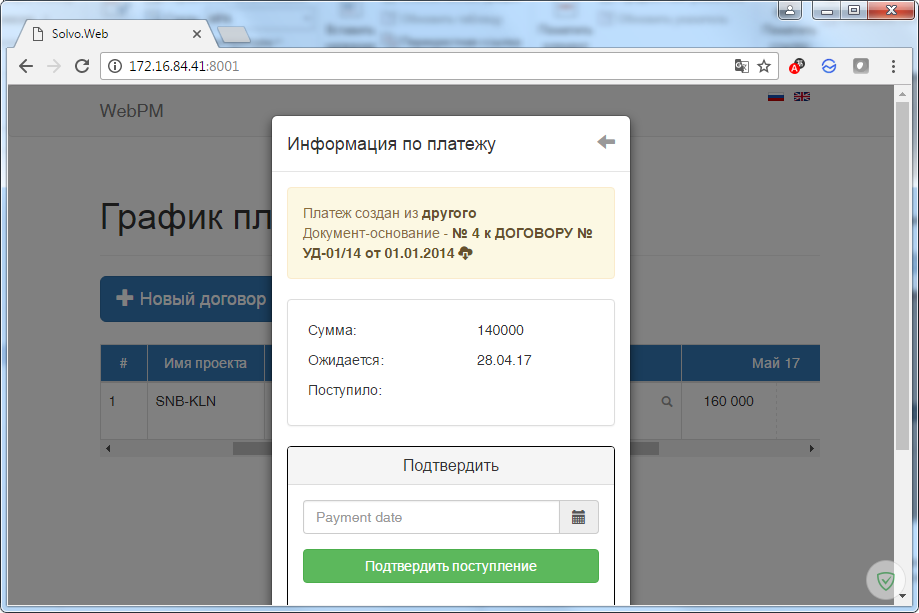 Solvo.Web
172.16.84.41:8001
WebPM
Информация по платежу
Платеж создан из другого
Документ-основание - № 4 к ДОГОВОРУ №
УД-01/14 от 01.01.2014
График пл
Новый договор
Сумма: 140000
Ожидается: 28.04.17
Поступило:
# Имя проекта Май 17
1 SNB-KLN 160 000
Подтвердить
Payment date
Подтвердить поступление